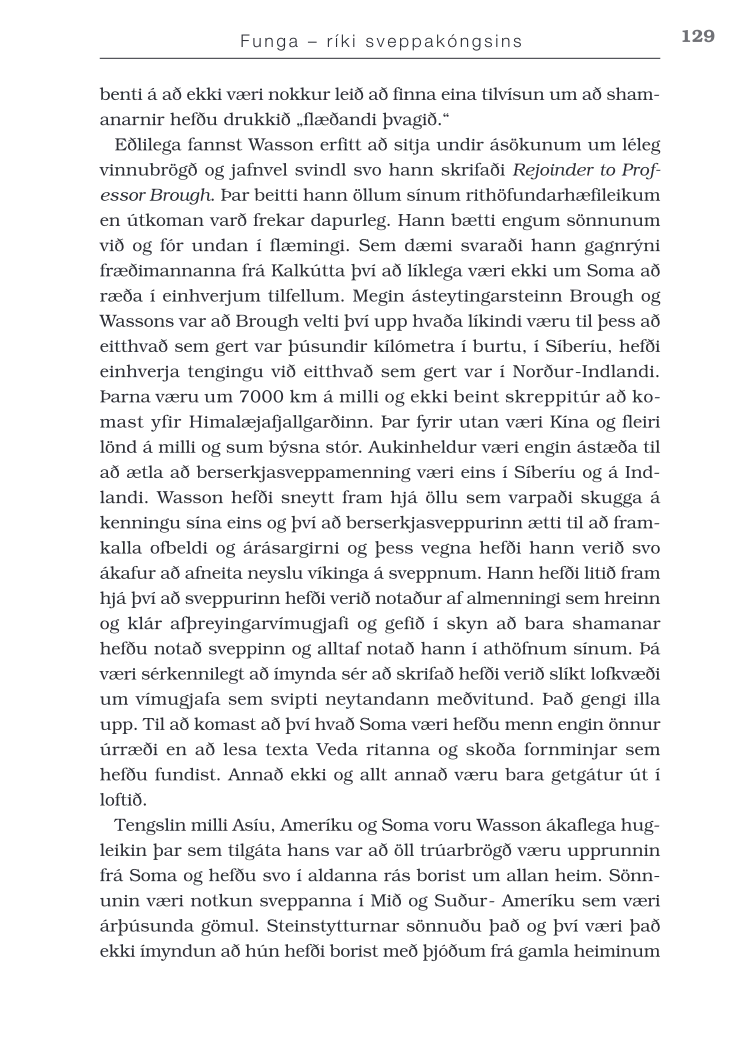 Funga – ríki sveppakóngsins
129
benti á að ekki væri nokkur leið að finna eina tilvísun um að sham-
anarnir hefðu drukkið „flæðandi þvagið.“
Eðlilega fannst Wasson erfitt að sitja undir ásökunum um léleg
vinnubrögð og jafnvel svindl svo hann skrifaði Rejoinder to Prof-
essor Brough. Þar beitti hann öllum sínum rithöfundarhæfileikum
en útkoman varð frekar dapurleg. Hann bætti engum sönnunum
við og fór undan í flæmingi. Sem dæmi svaraði hann gagnrýni
fræðimannanna frá Kalkútta því að líklega væri ekki um Soma að
ræða í einhverjum tilfellum. Megin ásteytingarsteinn Brough og
Wassons var að Brough velti því upp hvaða líkindi væru til þess að
eitthvað sem gert var þúsundir kílómetra í burtu, í Síberíu, hefði
einhverja tengingu við eitthvað sem gert var í Norður-Indlandi.
Þarna væru um 7000 km á milli og ekki beint skreppitúr að ko-
mast yfir Himalæjafjallgarðinn. Þar fyrir utan væri Kína og fleiri
lönd á milli og sum býsna stór. Aukinheldur væri engin ástæða til
að ætla að berserkjasveppamenning væri eins í Síberíu og á Ind-
landi. Wasson hefði sneytt fram hjá öllu sem varpaði skugga á
kenningu sína eins og því að berserkjasveppurinn ætti til að fram-
kalla ofbeldi og árásargirni og þess vegna hefði hann verið svo
ákafur að afneita neyslu víkinga á sveppnum. Hann hefði litið fram
hjá því að sveppurinn hefði verið notaður af almenningi sem hreinn
og klár afþreyingarvímugjafi og gefið í skyn að bara shamanar
hefðu notað sveppinn og alltaf notað hann í athöfnum sínum. Þá
væri sérkennilegt að ímynda sér að skrifað hefði verið slíkt lofkvæði
um vímugjafa sem svipti neytandann meðvitund. Það gengi illa
upp. Til að komast að því hvað Soma væri hefðu menn engin önnur
úrræði en að lesa texta Veda ritanna og skoða fornminjar sem
hefðu fundist. Annað ekki og allt annað væru bara getgátur út í
loftið.
Tengslin milli Asíu, Ameríku og Soma voru Wasson ákaflega hug-
leikin þar sem tilgáta hans var að öll trúarbrögð væru upprunnin
frá Soma og hefðu svo í aldanna rás borist um allan heim. Sönn-
unin væri notkun sveppanna í Mið og Suður- Ameríku sem væri
árþúsunda gömul. Steinstytturnar sönnuðu það og því væri það
ekki ímyndun að hún hefði borist með þjóðum frá gamla heiminum